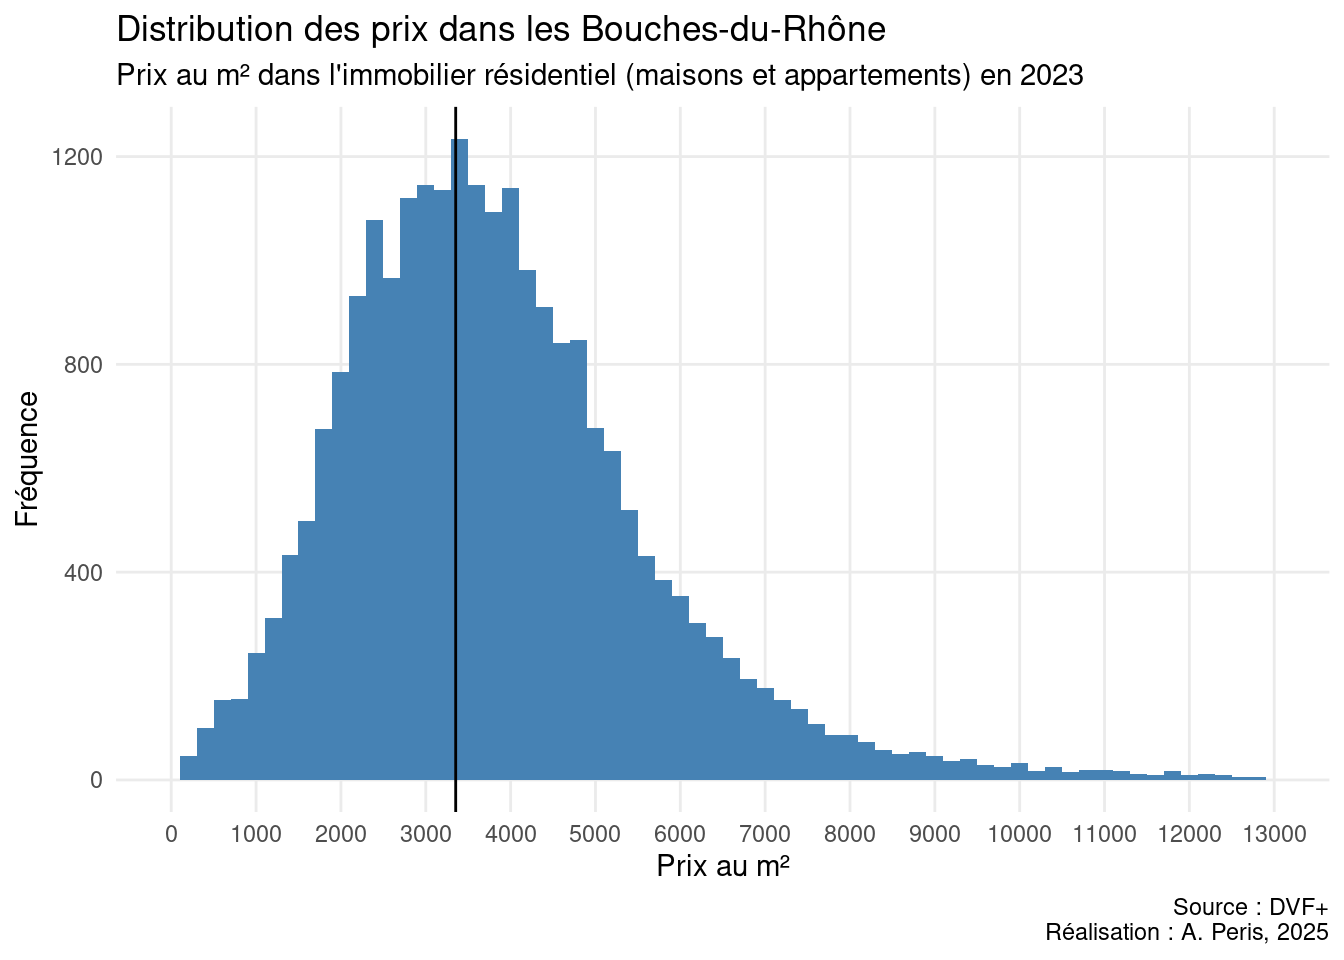 Distribution des prix dans les Bouches-du-Rhône
Prix au m² dans l'immobilier résidentiel (maisons et appartements) en 2023
1200
800
400
0
Fréquence
0 1000 2000 3000 4000 5000 6000 7000 8000 9000 10000 11000 12000 13000
Prix au m²
Source : DVF+
Réalisation : A. Peris, 2025